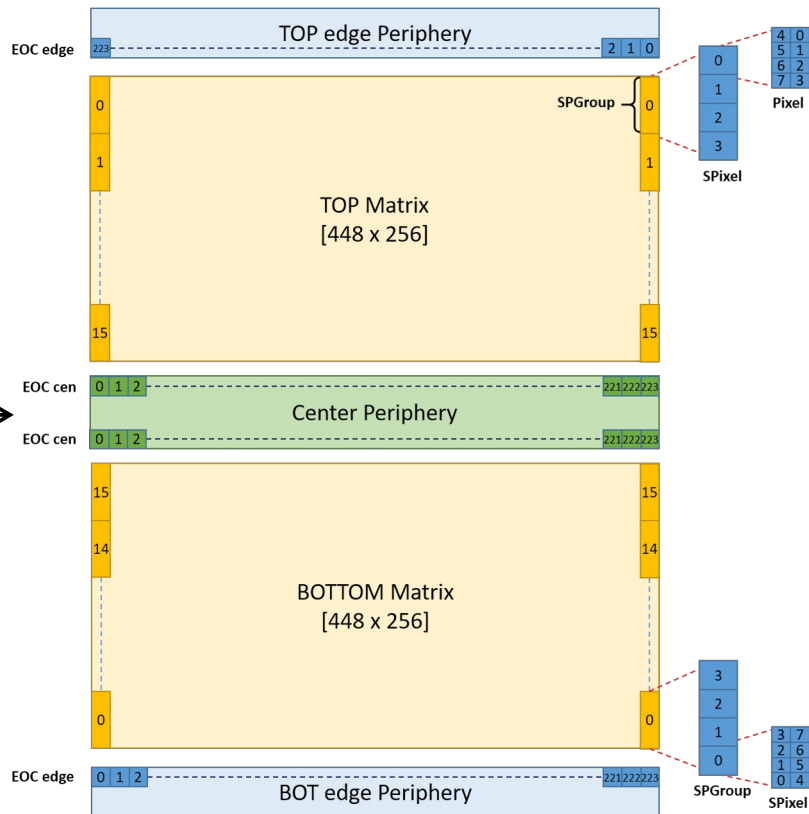 TOP edge Periphery
EOC edge
223
2 1 0
4 0
5 1
6 2
7 3
Pixel
0
1
2
3
SPixel
SPGroup
0
0
1
1
TOP Matrix
[448 x 256]
15
15
EOC cen
0 1 2
221 222 223
Center Periphery
EOC cen
0 1 2
221 222 223
15
15
14
14
BOTTOM Matrix
[448 x 256]
0
0
3
2
1
0
SPGroup
3 7
2 6
1 5
0 4
SPixel
EOC edge
0 1 2
221 222 223
BOT edge Periphery